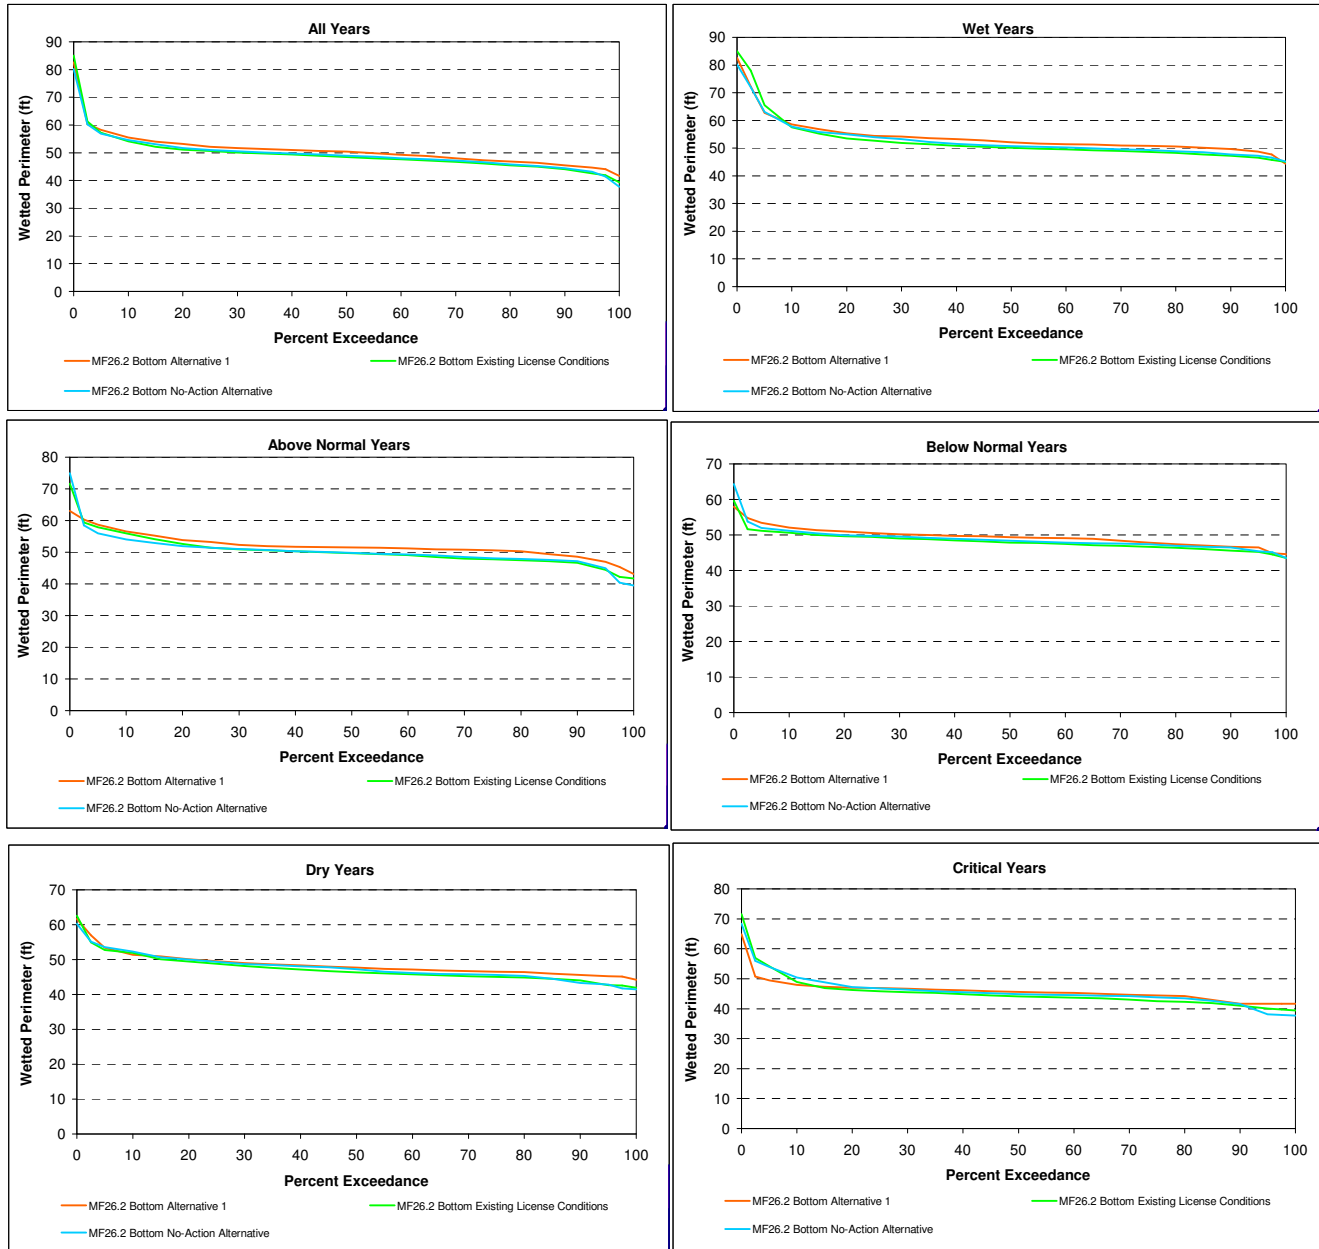 All Years
90
80
70
60
50
40
30
20
10
0
Wetted Perimeter (ft)
0 10 20 30 40 50 60 70 80 90 100
Percent Exceedance
MF26.2 Bottom Alternative 1 MF26.2 Bottom Existing License Conditions
MF26.2 Bottom No-Action Alternative
Wet Years
90
80
70
60
50
40
30
20
10
0
Wetted Perimeter (ft)
0 10 20 30 40 50 60 70 80 90 100
Percent Exceedance
MF26.2 Bottom Alternative 1 MF26.2 Bottom Existing License Conditions
MF26.2 Bottom No-Action Alternative
Above Normal Years
80
70
60
50
40
30
20
10
0
Wetted Perimeter (ft)
0 10 20 30 40 50 60 70 80 90 100
Percent Exceedance
MF26.2 Bottom Alternative 1 MF26.2 Bottom Existing License Conditions
MF26.2 Bottom No-Action Alternative
Below Normal Years
70
60
50
40
30
20
10
0
Wetted Perimeter (ft)
0 10 20 30 40 50 60 70 80 90 100
Percent Exceedance
MF26.2 Bottom Alternative 1 MF26.2 Bottom Existing License Conditions
MF26.2 Bottom No-Action Alternative
Dry Years
70
60
50
40
30
20
10
0
Wetted Perimeter (ft)
0 10 20 30 40 50 60 70 80 90 100
Percent Exceedance
MF26.2 Bottom Alternative 1 MF26.2 Bottom Existing License Conditions
MF26.2 Bottom No-Action Alternative
Critical Years
80
70
60
50
40
30
20
10
0
Wetted Perimeter (ft)
0 10 20 30 40 50 60 70 80 90 100
Percent Exceedance
MF26.2 Bottom Alternative 1 MF26.2 Bottom Existing License Conditions
MF26.2 Bottom No-Action Alternative